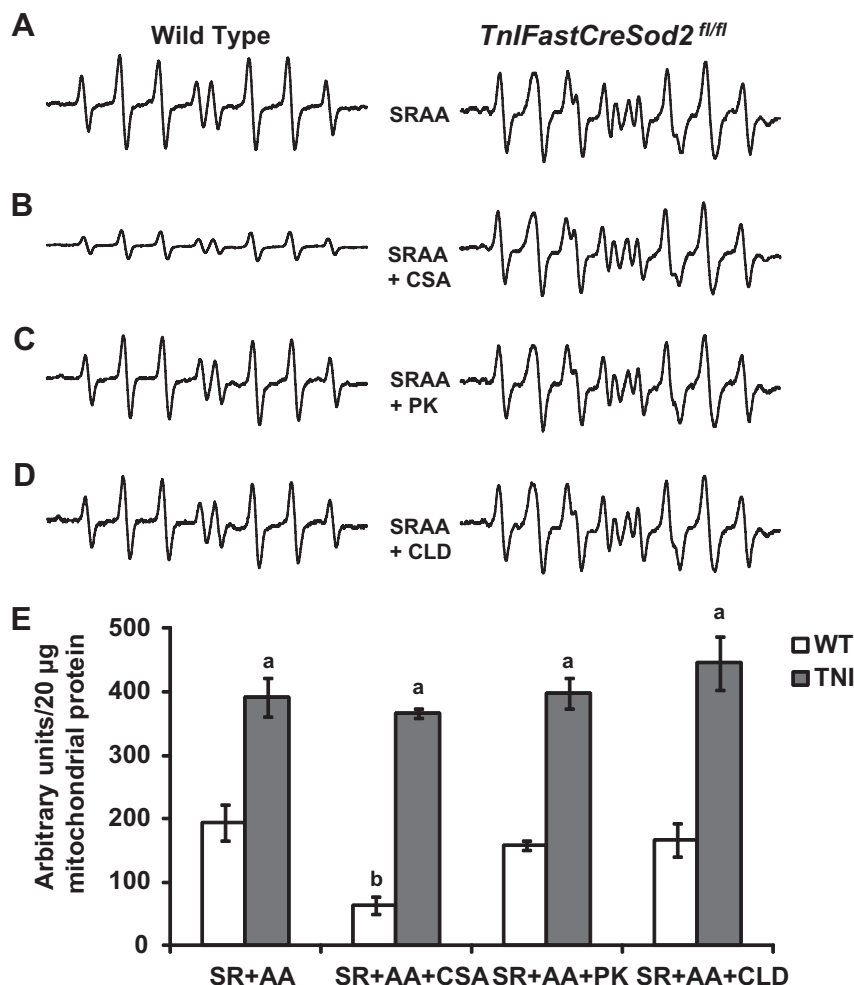 A
Wild Type
TnIFastCreSod2 fl/fl
SRAA
B
SRAA
+ CSA
C
SRAA
+ PK
D
SRAA
+ CLD
E
Arbitrary units/20 µg
mitochondrial protein
500
400
300
200
100
0
a
b
a
a
a
WT
TNI
SR+AA
SR+AA+CSA
SR+AA+PK
SR+AA+CLD